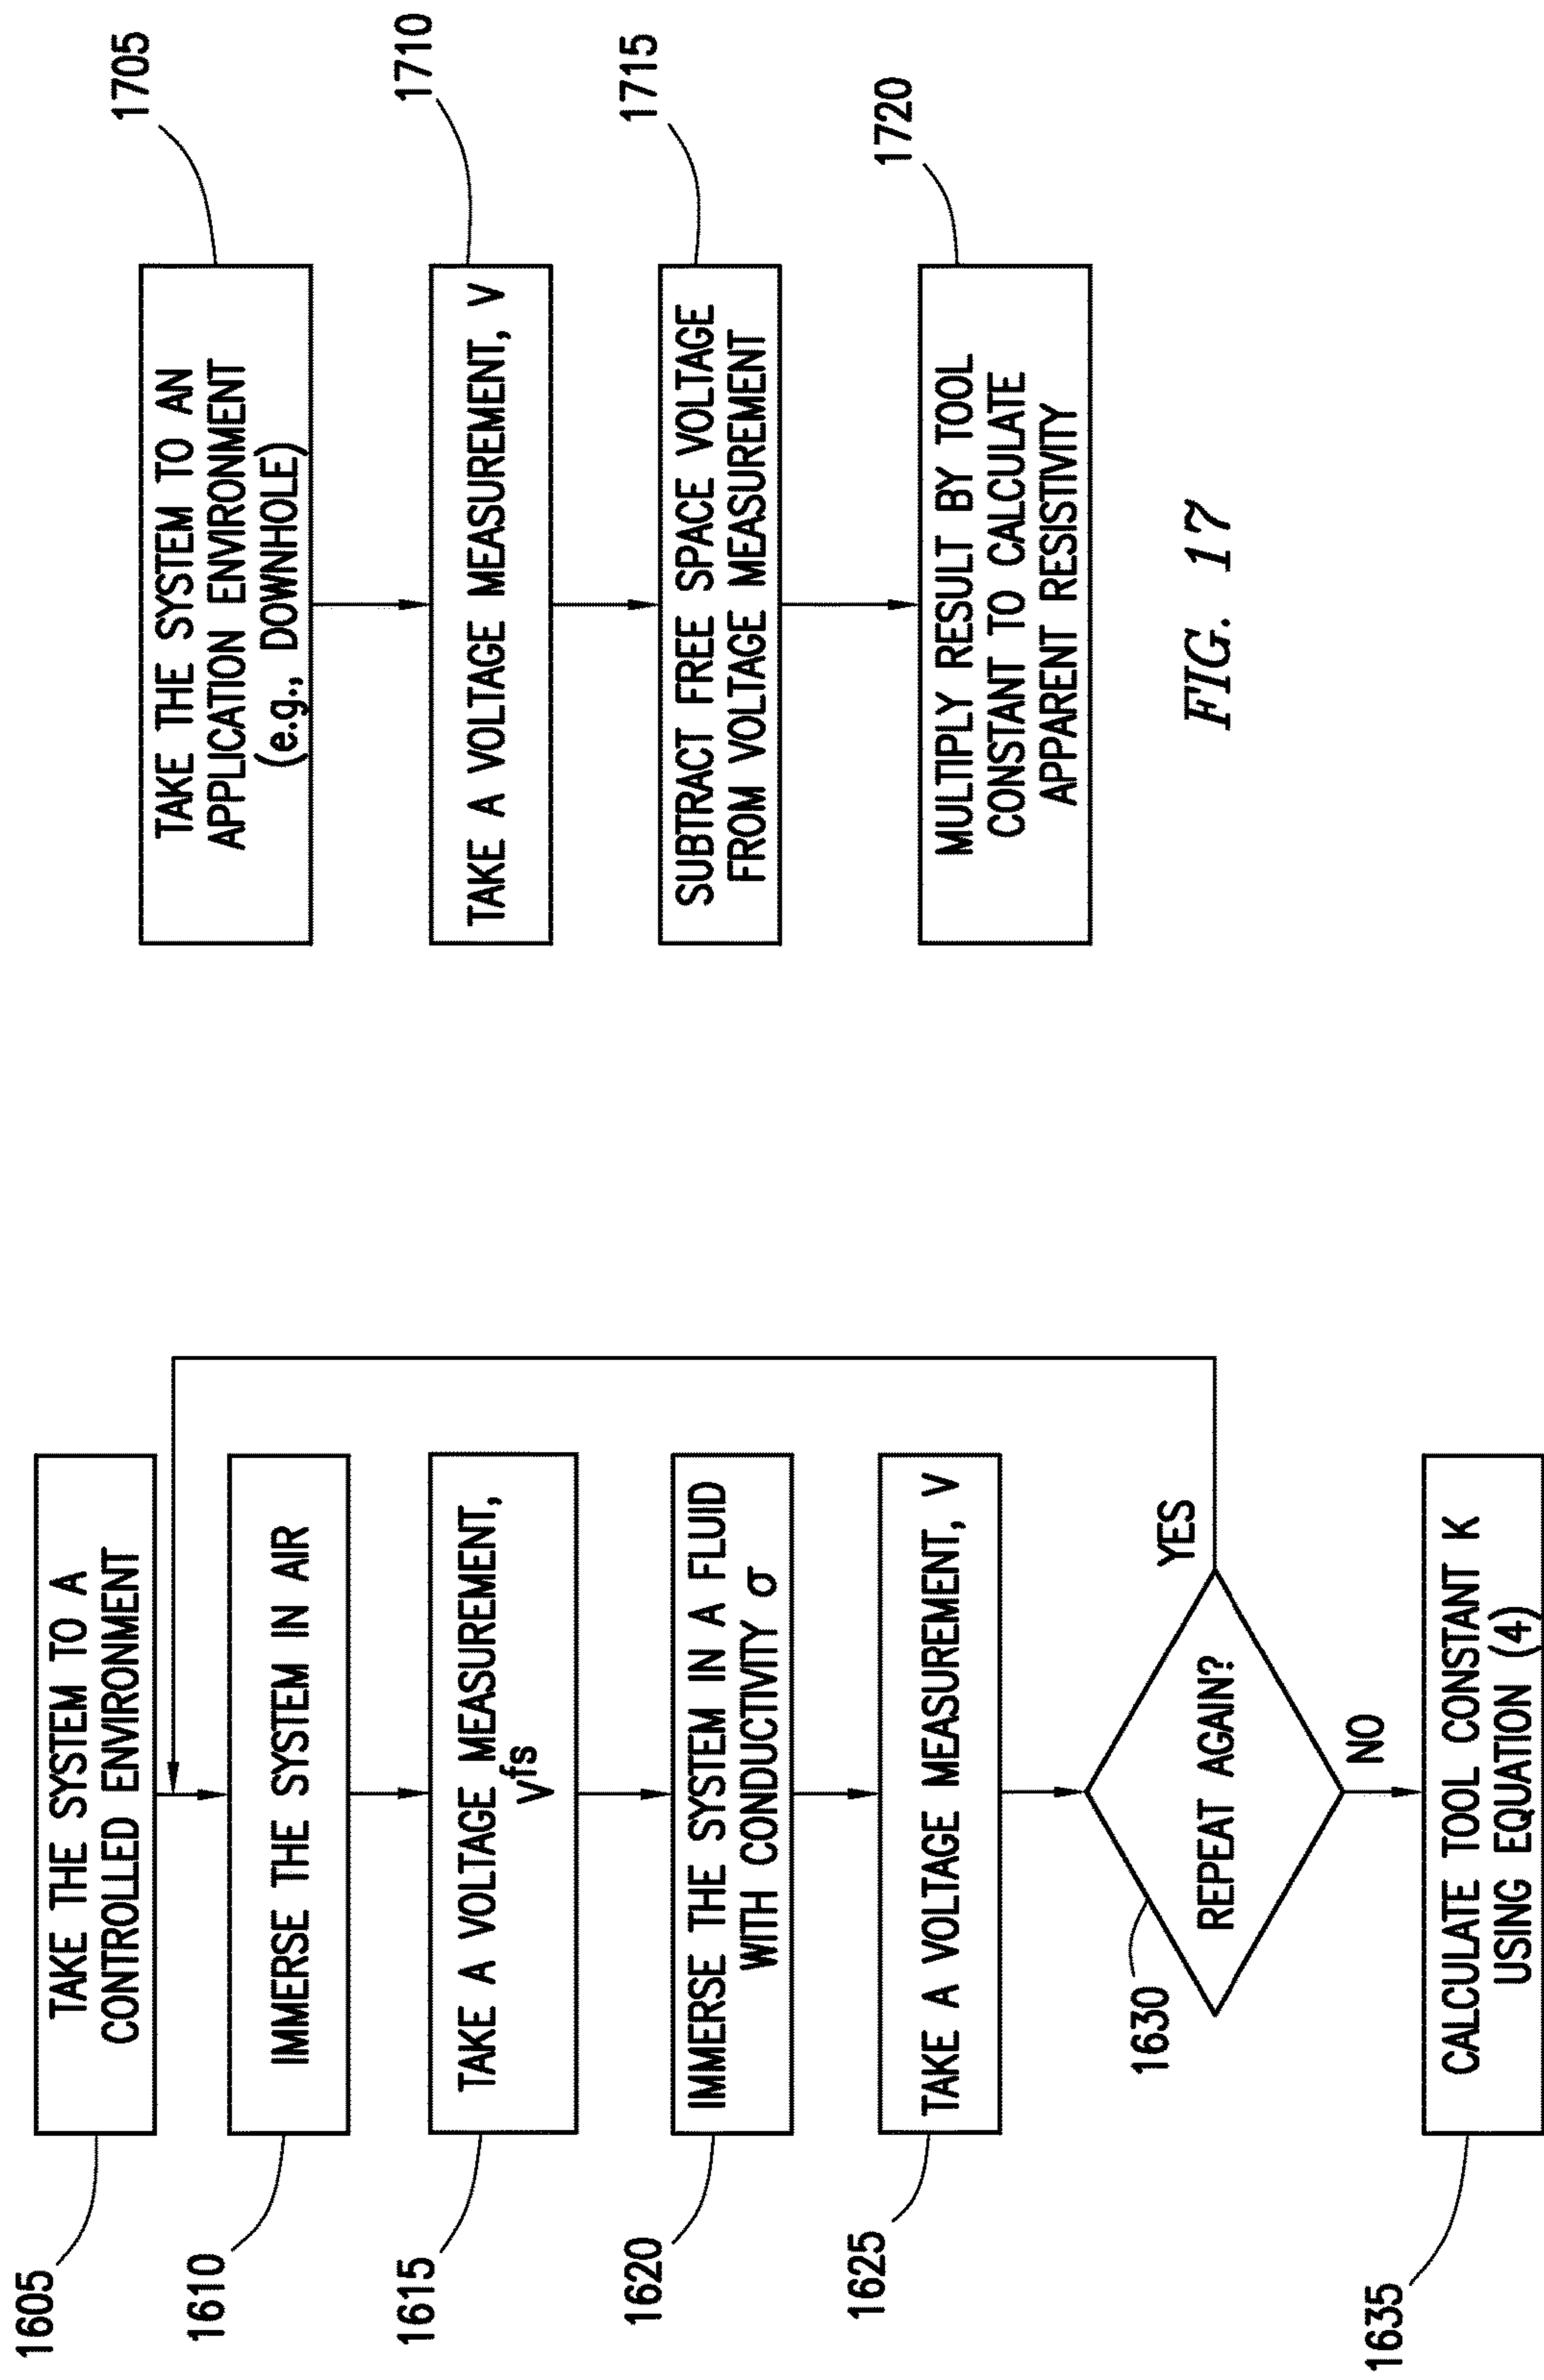 1605
TAKE THE SYSTEM TO A
CONTROLLED ENVIRONMENT
1610
IMMERSE THE SYSTEM IN AIR
1615
TAKE A VOLTAGE MEASUREMENT,
V^fs
1620
IMMERSE THE SYSTEM IN A FLUID
WITH CONDUCTIVITY σ
1625
TAKE A VOLTAGE MEASUREMENT, V
1630
REPEAT AGAIN?
YES
NO
1635
CALCULATE TOOL CONSTANT K
USING EQUATION (4)
1705
TAKE THE SYSTEM TO AN
APPLICATION ENVIRONMENT
(e.g., DOWNHOLE)
1710
TAKE A VOLTAGE MEASUREMENT, V
1715
SUBTRACT FREE SPACE VOLTAGE
FROM VOLTAGE MEASUREMENT
1720
MULTIPLY RESULT BY TOOL
CONSTANT TO CALCULATE
APPARENT RESISTIVITY
FIG. 17